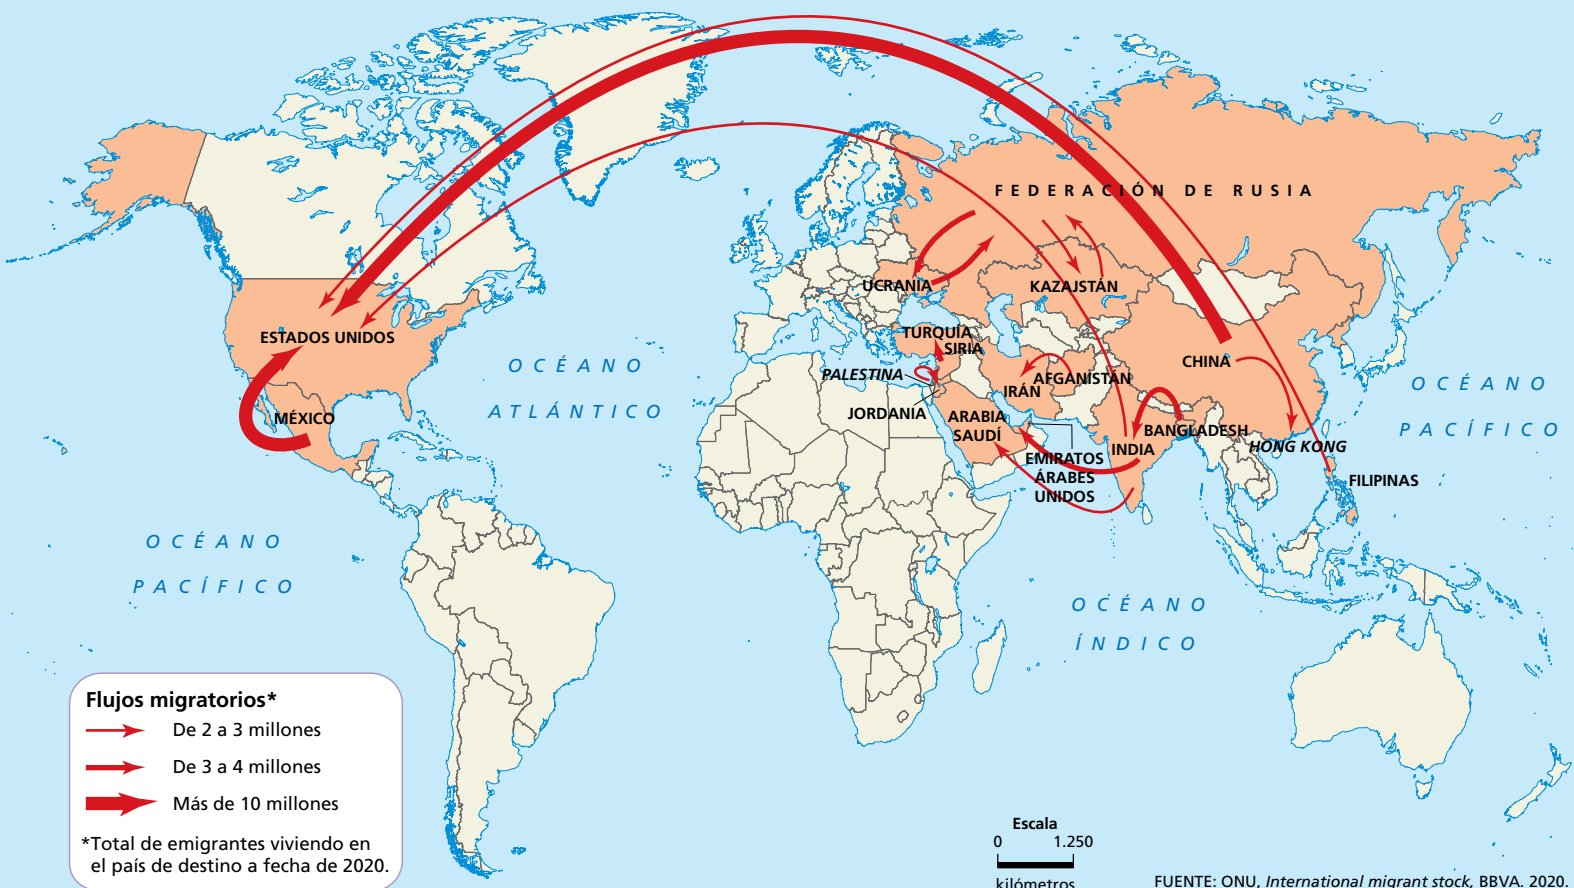 FEDERACIÓN DE RUSIA
UCRANIA
KAZAJSTÁN
ESTADOS UNIDOS
TURQUÍA
SIRIA
CHINA
OCÉANO
ATLÁNTICO
PALESTINA
AFGANISTÁN
IRÁN
OCÉANO
PACÍFICO
MÉXICO
JORDANIA
ARABIA
SAUDÍ
BANGLADESH
HONG KONG
INDIA
EMIRATOS
ÁRABES
UNIDOS
FILIPINAS
OCÉANO
PACÍFICO
OCÉANO
ÍNDICO
Flujos migratorios*
De 2 a 3 millones
De 3 a 4 millones
Más de 10 millones
*Total de emigrantes viviendo en
el país de destino a fecha de 2020.
Escala
0 1.250
kilómetros
FUENTE: ONU, International migrant stock, BBVA. 2020.